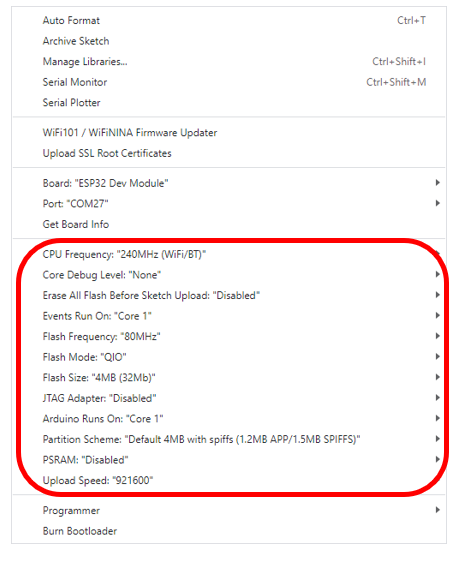 Auto Format Ctrl+T
Archive Sketch
Manage Libraries... Ctrl+Shift+I
Serial Monitor Ctrl+Shift+M
Serial Plotter
WiFi101 / WiFiNINA Firmware Updater
Upload SSL Root Certificates
Board: "ESP32 Dev Module"
Port: "COM27"
Get Board Info
CPU Frequency: "240MHz (WiFi/BT)"
Core Debug Level: "None"
Erase All Flash Before Sketch Upload: "Disabled"
Events Run On: "Core 1"
Flash Frequency: "80MHz"
Flash Mode: "QIO"
Flash Size: "4MB (32Mb)"
JTAG Adapter: "Disabled"
Arduino Runs On: "Core 1"
Partition Scheme: "Default 4MB with spiffs (1.2MB APP/1.5MB SPIFFS)"
PSRAM: "Disabled"
Upload Speed: "921600"
Programmer
Burn Bootloader